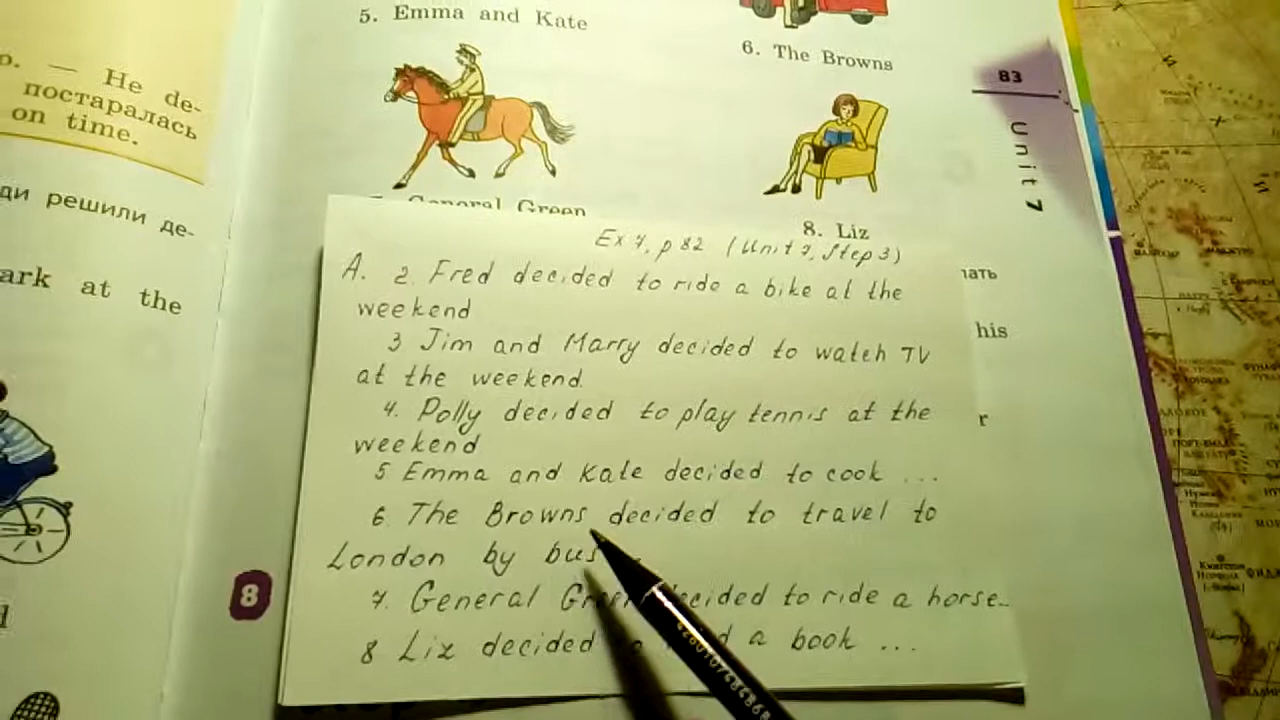 5. Emma and Kate
6. The Browns
83
Unit 7
о. — Не де-
постаралась
on time.
ди решили де-
ark at the
General Green
8. Liz
Ex 7, p 82 (Unit 7, Step 3)
A. 2. Fred decided to ride a bike at the
weekend
3 Jim and Marry decided to watch TV
at the weekend.
4. Polly decided to play tennis at the
weekend
5 Emma and Kate decided to cook ...
6. The Browns decided to travel to
London by bus
7. General Green decided to ride a horse...
8 Liz decided a book ...
нать
his
r
8